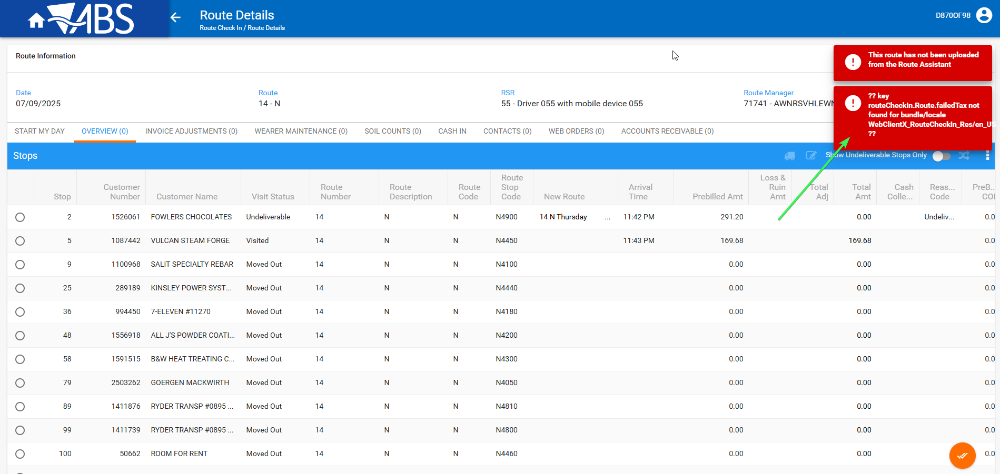 ABS
Route Details
Route Check In / Route Details
D870OF98
Route Information
This route has not been uploaded
from the Route Assistant
?? key
routeCheckIn.Route.failedTax not
found for bundle/locale
WebClientX_RouteCheckIn_Res/en_US
??
Date
07/09/2025
Route
14 - N
RSR
55 - Driver 055 with mobile device 055
Route Manager
71741 - AWNRSVHLEWN
START MY DAY OVERVIEW (0) INVOICE ADJUSTMENTS (0) WEARER MAINTENANCE (0) SOIL COUNTS (0) CASH IN CONTACTS (0) WEB ORDERS (0) ACCOUNTS RECEIVABLE (0)
Stops Show Undeliverable Stops Only
Stop Customer Number Customer Name Visit Status Route Number Route Description Route Code Route Stop Code New Route Arrival Time Prebilled Amt Loss & Ruin Amt Total Adj Total Amt Cash Colle... Reas... Code PreB... COI
2 1526061 FOWLERS CHOCOLATES Undeliverable 14 N N N4900 14 N Thursday ... 11:42 PM 291.20 0.00 Undeliv... 0.0
5 1087442 VULCAN STEAM FORGE Visited 14 N N N4450 11:43 PM 169.68 169.68 0.0
9 1100968 SALIT SPECIALTY REBAR Moved Out 14 N N N4100 0.00 0.00 0.0
25 289189 KINSLEY POWER SYST... Moved Out 14 N N N4440 0.00 0.00 0.0
36 994450 7-ELEVEN #11270 Moved Out 14 N N N4180 0.00 0.00 0.0
48 1556918 ALL J'S POWDER COATI... Moved Out 14 N N N4200 0.00 0.00 0.0
58 1591515 B&W HEAT TREATING C... Moved Out 14 N N N4300 0.00 0.00 0.0
79 2503262 GOERGEN MACKWIRTH Moved Out 14 N N N4050 0.00 0.00 0.0
89 1411876 RYDER TRANSP #0895 ... Moved Out 14 N N N4810 0.00 0.00 0.0
99 1411739 RYDER TRANSP #0895 ... Moved Out 14 N N N4800 0.00 0.00 0.0
100 50662 ROOM FOR RENT Moved Out 14 N N N4460 0.00 0.00 0.0